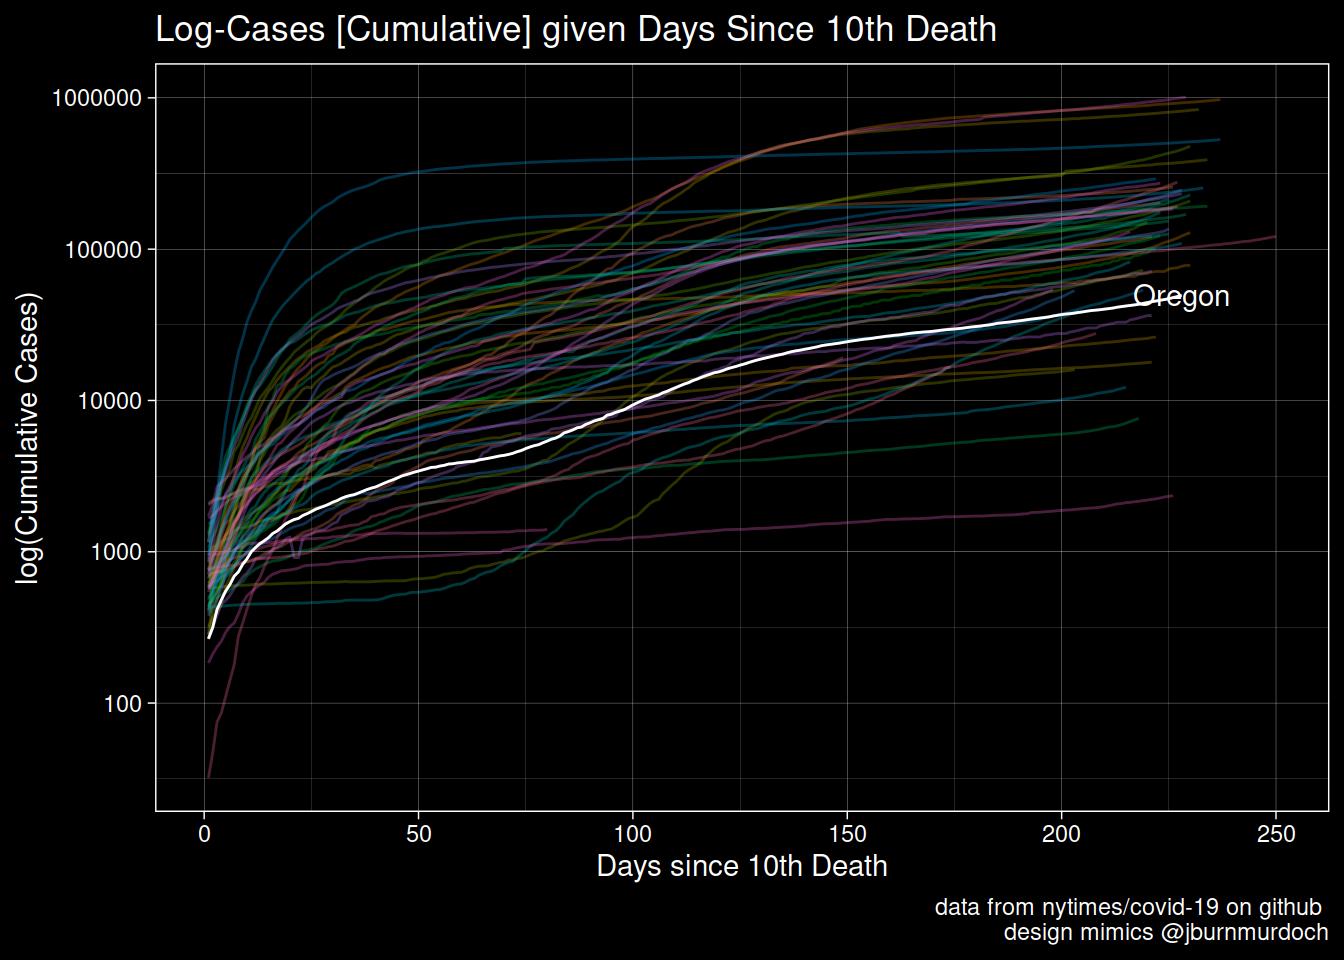 Log-Cases [Cumulative] given Days Since 10th Death
log(Cumulative Cases)
1000000
100000
10000
1000
100
Oregon
0 50 100 150 200 250
Days since 10th Death
data from nytimes/covid-19 on github
design mimics @jburnmurdoch